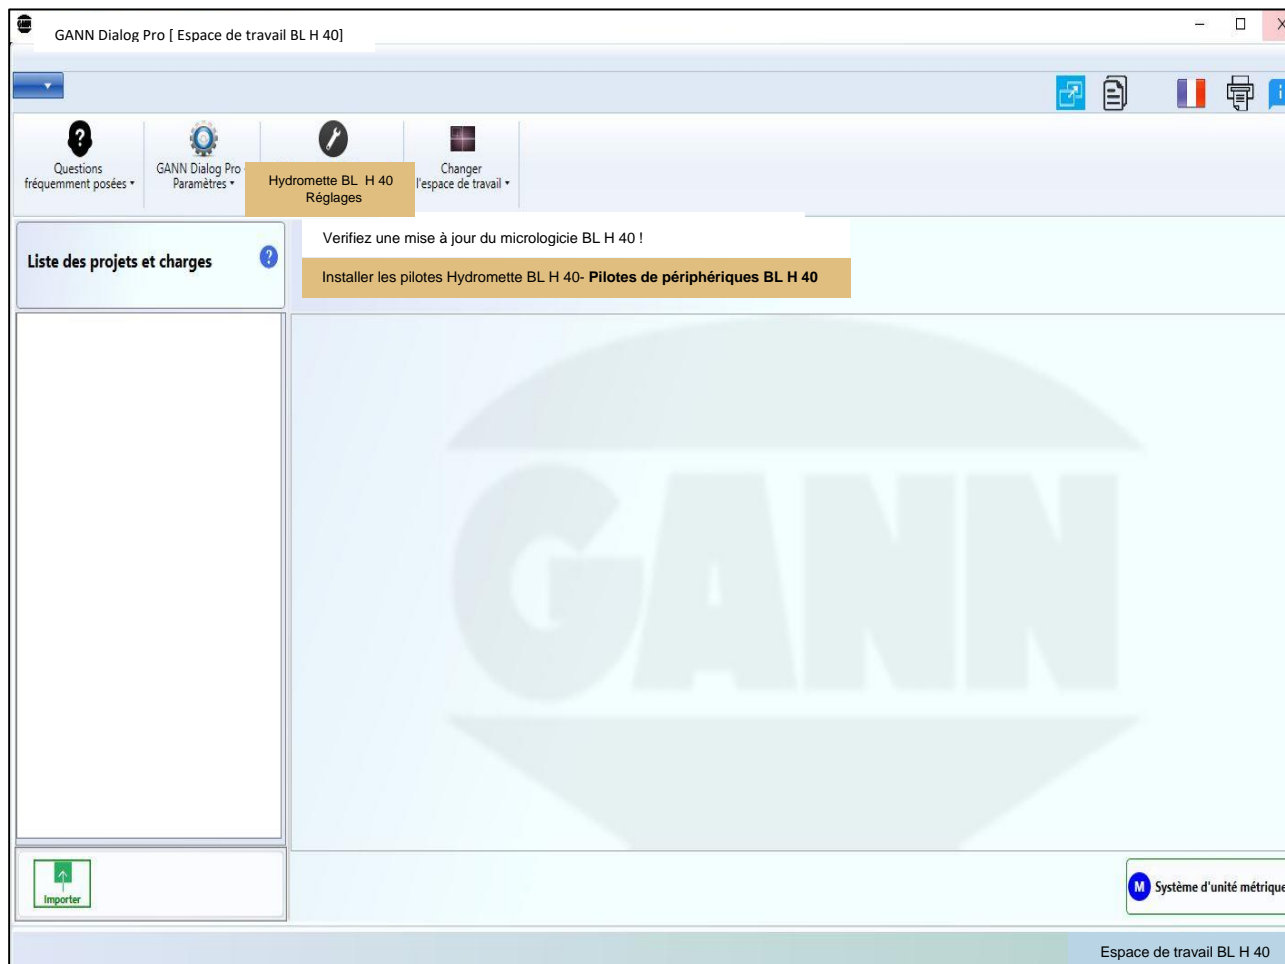 GANN Dialog Pro [ Espace de travail BL H 40]
Questions
fréquemment posées
GANN Dialog Pro -
Paramètres
Hydromette BL H 40
Réglages
Changer
l'espace de travail
Liste des projets et charges
?
Verifiez une mise à jour du micrologicie BL H 40 !
Installer les pilotes Hydromette BL H 40- Pilotes de périphériques BL H 40
GANN
Importer
M Système d'unité métrique
Espace de travail BL H 40